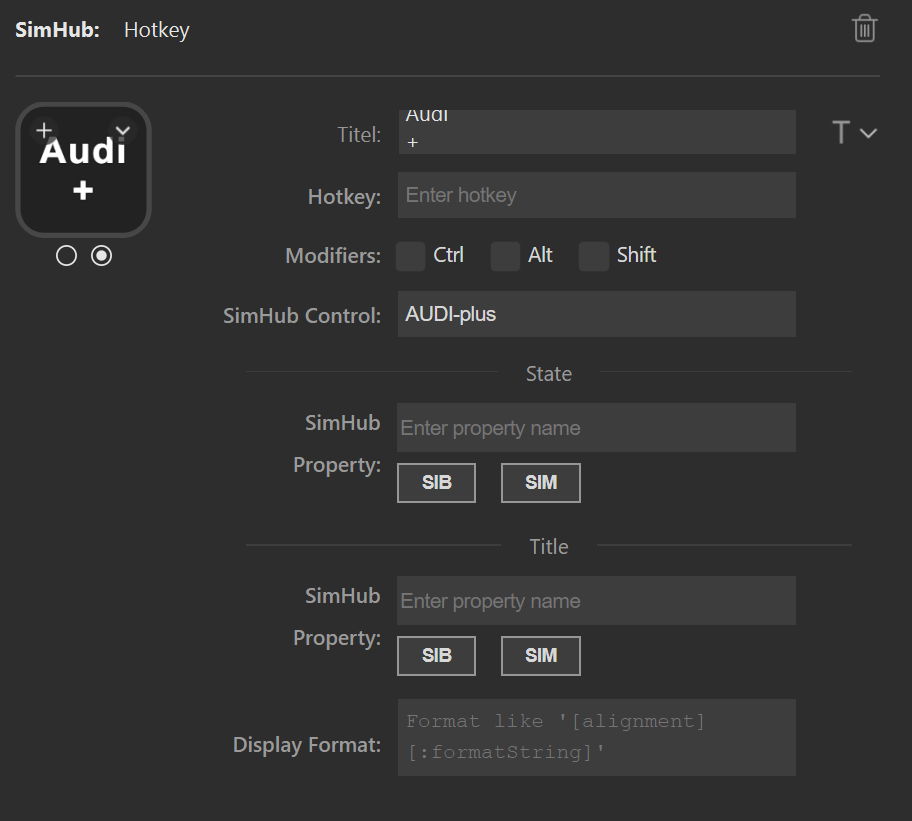 SimHub: Hotkey
Audi
+
Titel:
Audi
+
T
Hotkey:
Enter hotkey
Modifiers:
Ctrl
Alt
Shift
SimHub Control:
AUDI-plus
State
SimHub
Property:
Enter property name
SIB
SIM
Title
SimHub
Property:
Enter property name
SIB
SIM
Display Format:
Format like '[alignment]
[:formatString]'